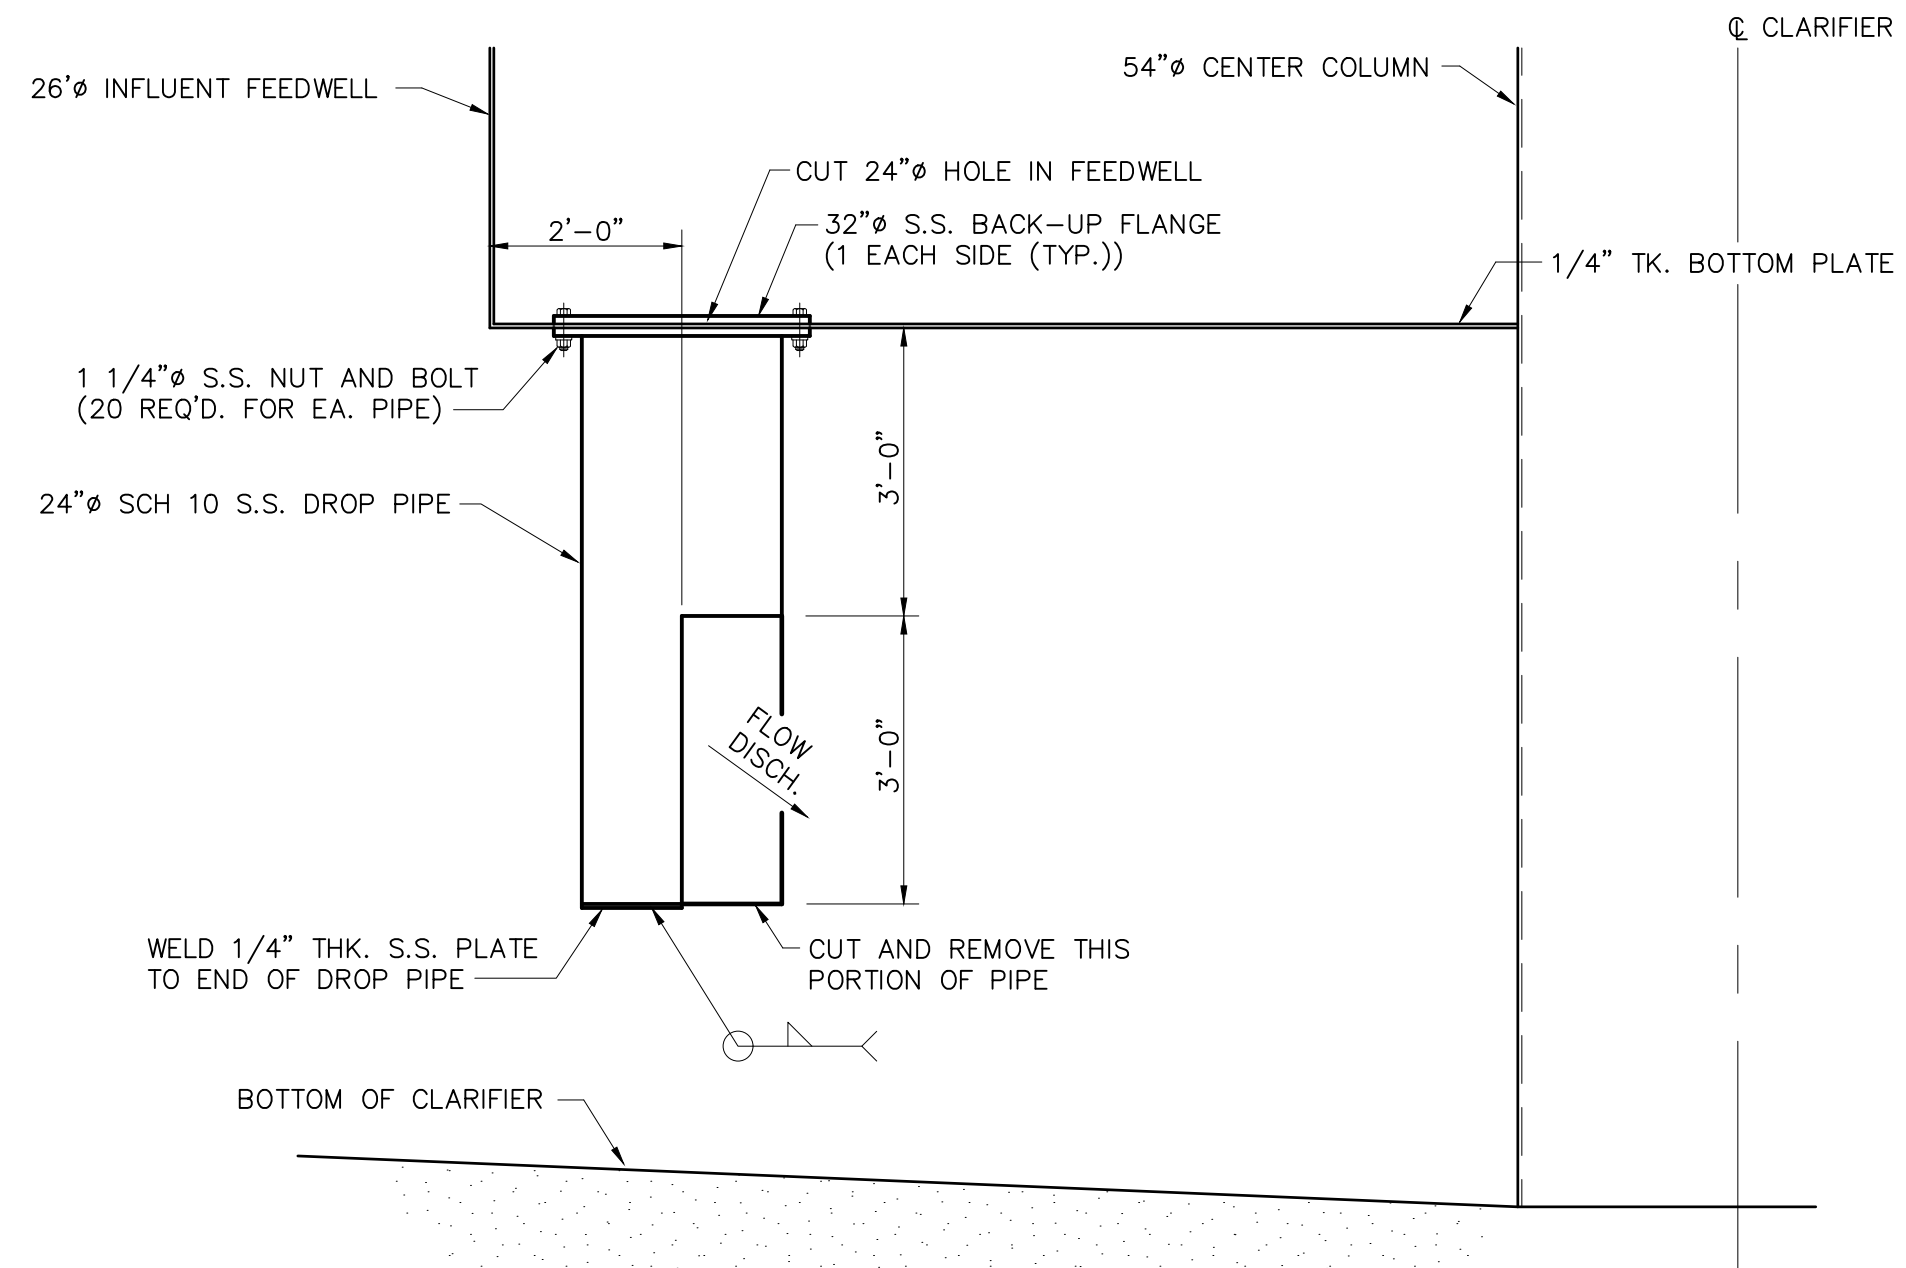 ℄ CLARIFIER
26'ø INFLUENT FEEDWELL
54"ø CENTER COLUMN
CUT 24"ø HOLE IN FEEDWELL
2'-0"
32"ø S.S. BACK-UP FLANGE
(1 EACH SIDE (TYP.))
1/4" TK. BOTTOM PLATE
1 1/4"ø S.S. NUT AND BOLT
(20 REQ'D. FOR EA. PIPE)
3'-0"
24"ø SCH 10 S.S. DROP PIPE
FLOW
DISCH.
3'-0"
WELD 1/4" THK. S.S. PLATE
TO END OF DROP PIPE
CUT AND REMOVE THIS
PORTION OF PIPE
BOTTOM OF CLARIFIER